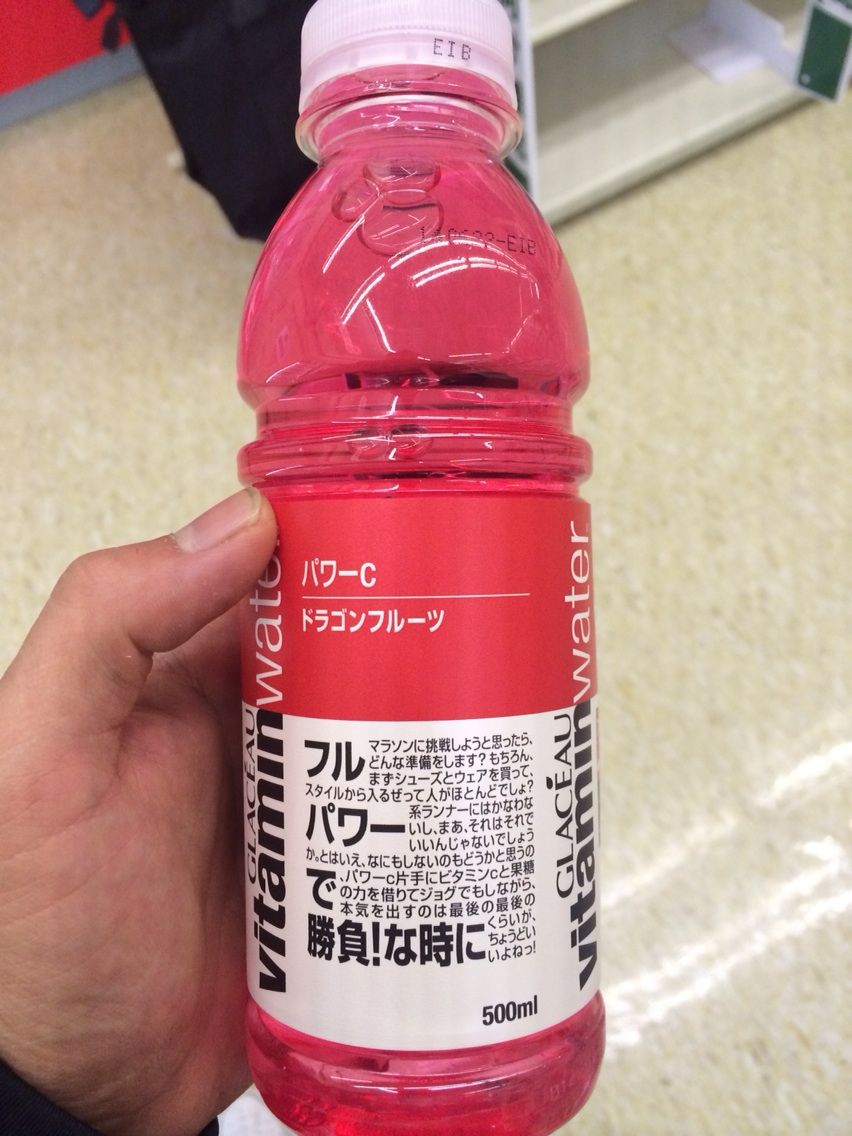 EIB
パワーC
ドラゴンフルーツ
GLACÉAU
vitaminwater
GLACÉAU
vitaminwater
フル マラソンに挑戦しようと思ったら、
どんな準備をします?もちろん、
まずシューズとウェアを買って、
スタイルから入るぜって人がほとんどでしょ?
パワー系ランナーにはかなわな
いし、まあ、それはそれで
いいんじゃないでしょう
か。とはいえ、なにもしないのもどうかと思うの
で、パワーc片手にビタミンcと果糖
の力を借りてジョグでもしながら、
本気を出すのは最後の最後の
勝負!な時に くらいが、
ちょうどい
いよねっ!
500ml